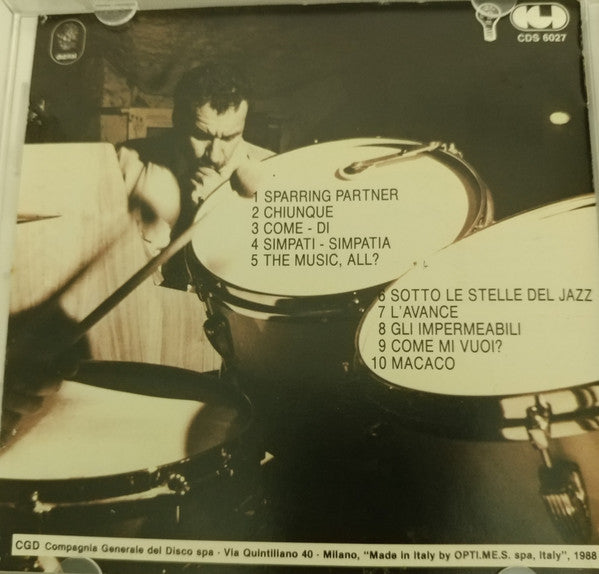 CDS 6027
1 SPARRING PARTNER
2 CHIUNQUE
3 COME - DI
4 SIMPATI - SIMPATIA
5 THE MUSIC, ALL?
6 SOTTO LE STELLE DEL JAZZ
7 L'AVANCE
8 GLI IMPERMEABILI
9 COME MI VUOI?
10 MACACO
CGD Compagnia Generale del Disco spa · Via Quintiliano 40 · Milano, "Made in Italy by OPTI.ME.S. spa, Italy", 1988